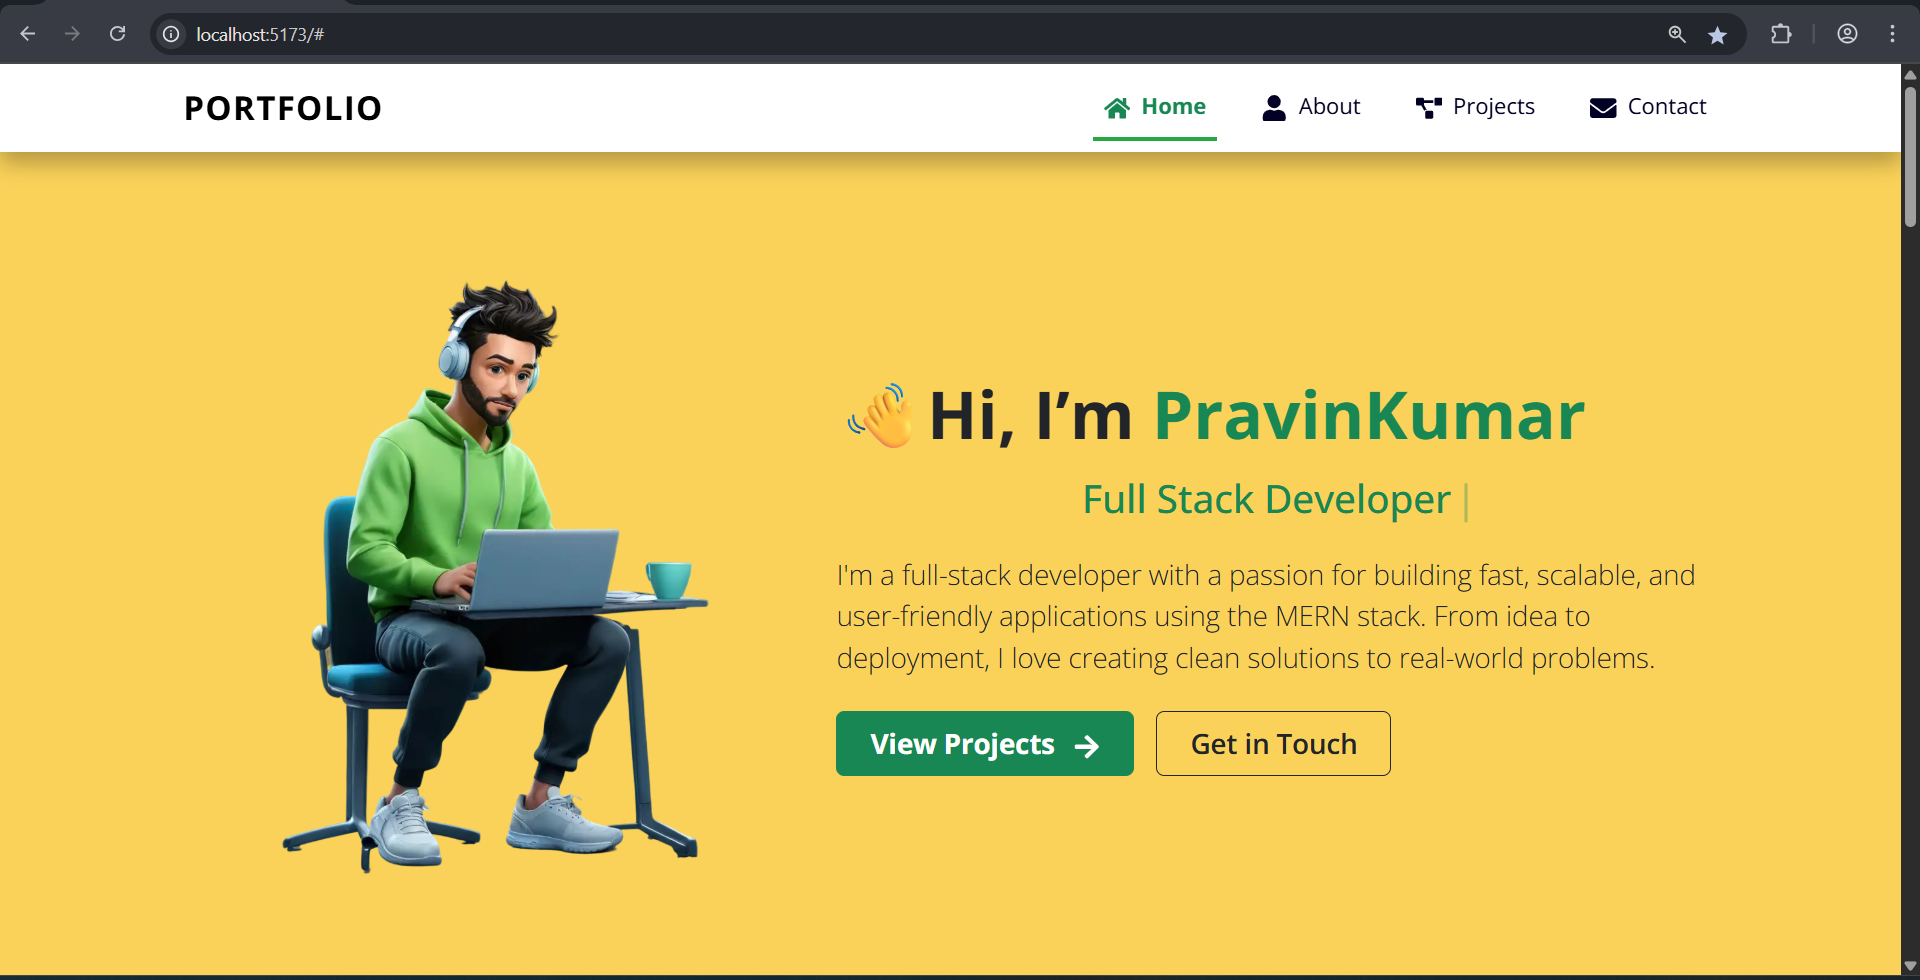 localhost:5173/#
PORTFOLIO
Home
About
Projects
Contact
👋 Hi, I’m PravinKumar
Full Stack Developer |
I'm a full-stack developer with a passion for building fast, scalable, and
user-friendly applications using the MERN stack. From idea to
deployment, I love creating clean solutions to real-world problems.
View Projects →
Get in Touch